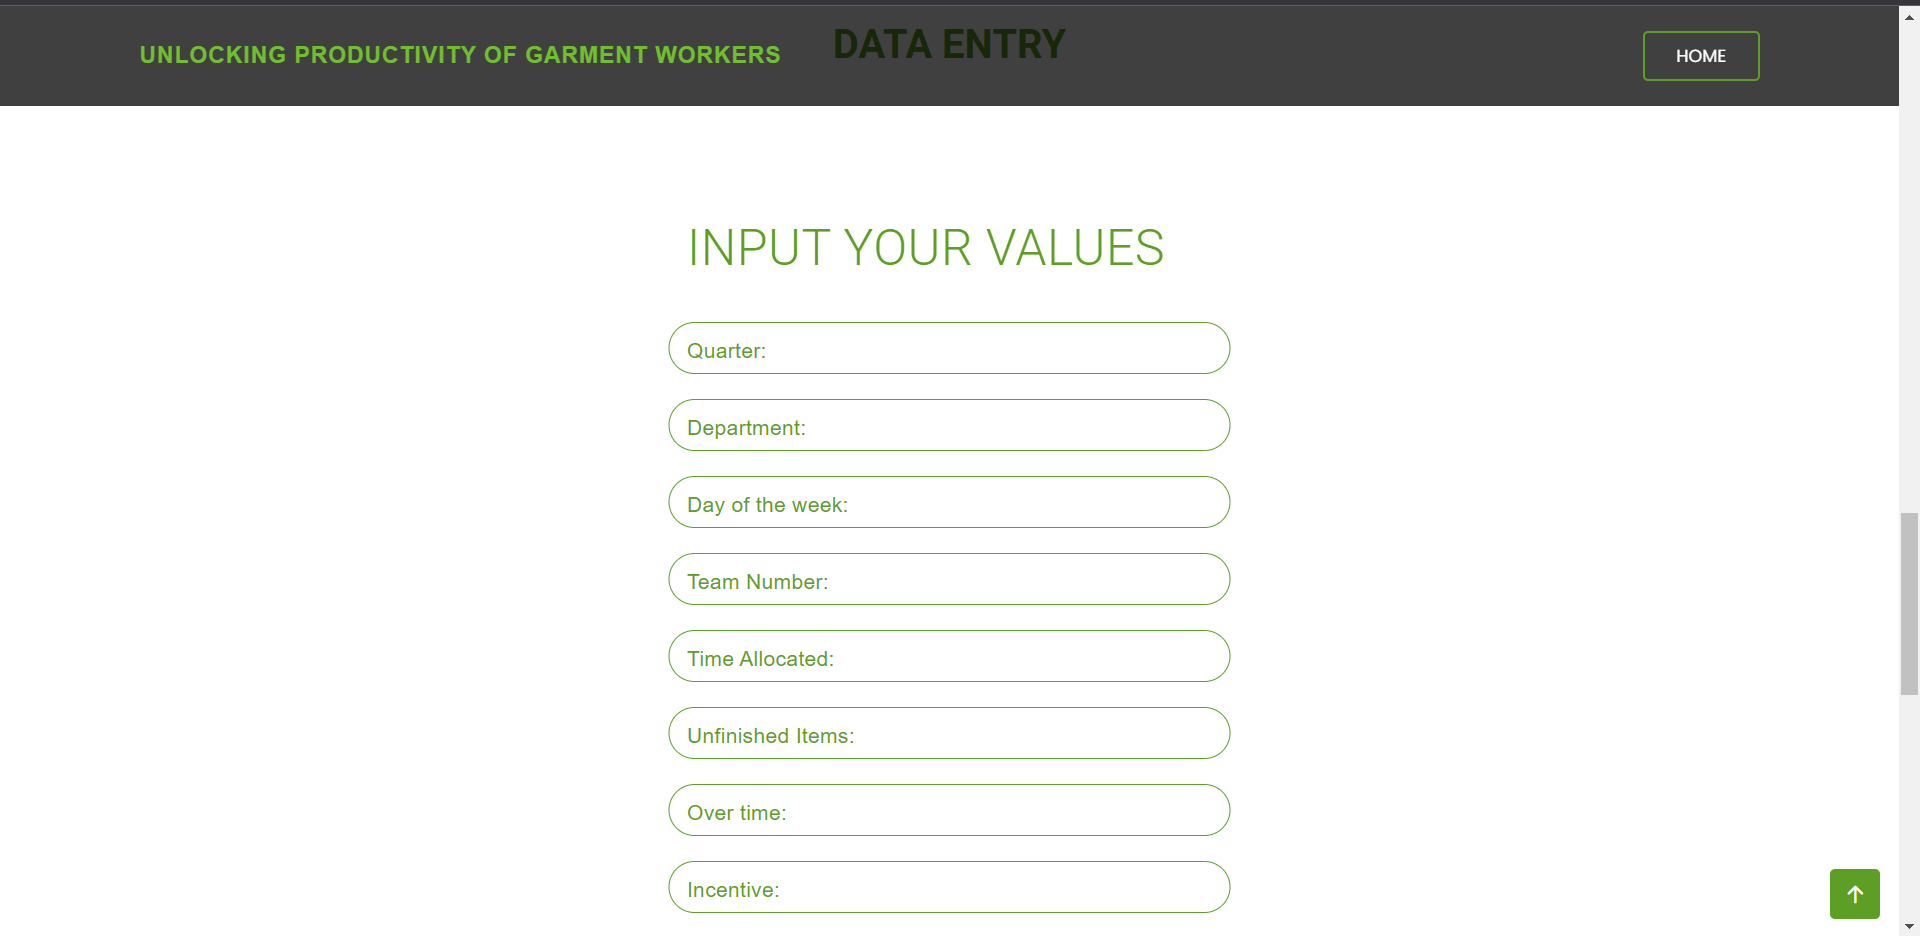 UNLOCKING PRODUCTIVITY OF GARMENT WORKERS
DATA ENTRY
HOME
INPUT YOUR VALUES
Quarter:
Department:
Day of the week:
Team Number:
Time Allocated:
Unfinished Items:
Over time:
Incentive: